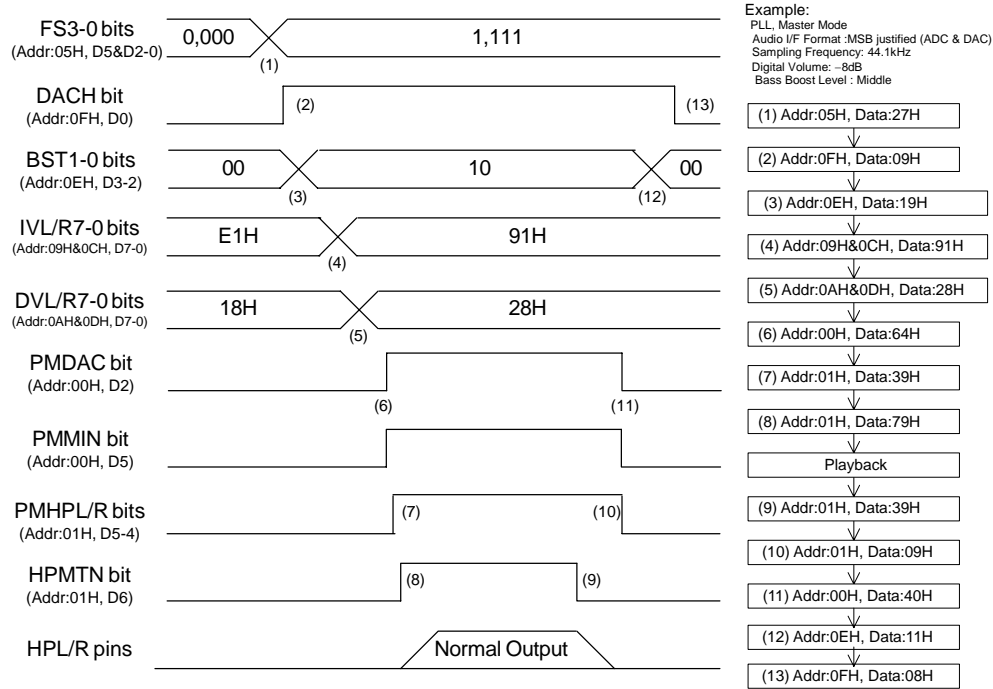 FS3-0 bits
(Addr:05H, D5&D2-0)
0,000
1,111
(1)
DACH bit
(Addr:0FH, D0)
(2)
(13)
BST1-0 bits
(Addr:0EH, D3-2)
00
10
00
(3)
(12)
IVL/R7-0 bits
(Addr:09H&0CH, D7-0)
E1H
91H
(4)
DVL/R7-0 bits
(Addr:0AH&0DH, D7-0)
18H
28H
(5)
PMDAC bit
(Addr:00H, D2)
(6)
(11)
PMMIN bit
(Addr:00H, D5)
PMHPL/R bits
(Addr:01H, D5-4)
(7)
(10)
HPMTN bit
(Addr:01H, D6)
(8)
(9)
HPL/R pins
Normal Output
Example:
PLL, Master Mode
Audio I/F Format :MSB justified (ADC & DAC)
Sampling Frequency: 44.1kHz
Digital Volume: −8dB
Bass Boost Level : Middle
(1) Addr:05H, Data:27H
(2) Addr:0FH, Data:09H
(3) Addr:0EH, Data:19H
(4) Addr:09H&0CH, Data:91H
(5) Addr:0AH&0DH, Data:28H
(6) Addr:00H, Data:64H
(7) Addr:01H, Data:39H
(8) Addr:01H, Data:79H
Playback
(9) Addr:01H, Data:39H
(10) Addr:01H, Data:09H
(11) Addr:00H, Data:40H
(12) Addr:0EH, Data:11H
(13) Addr:0FH, Data:08H